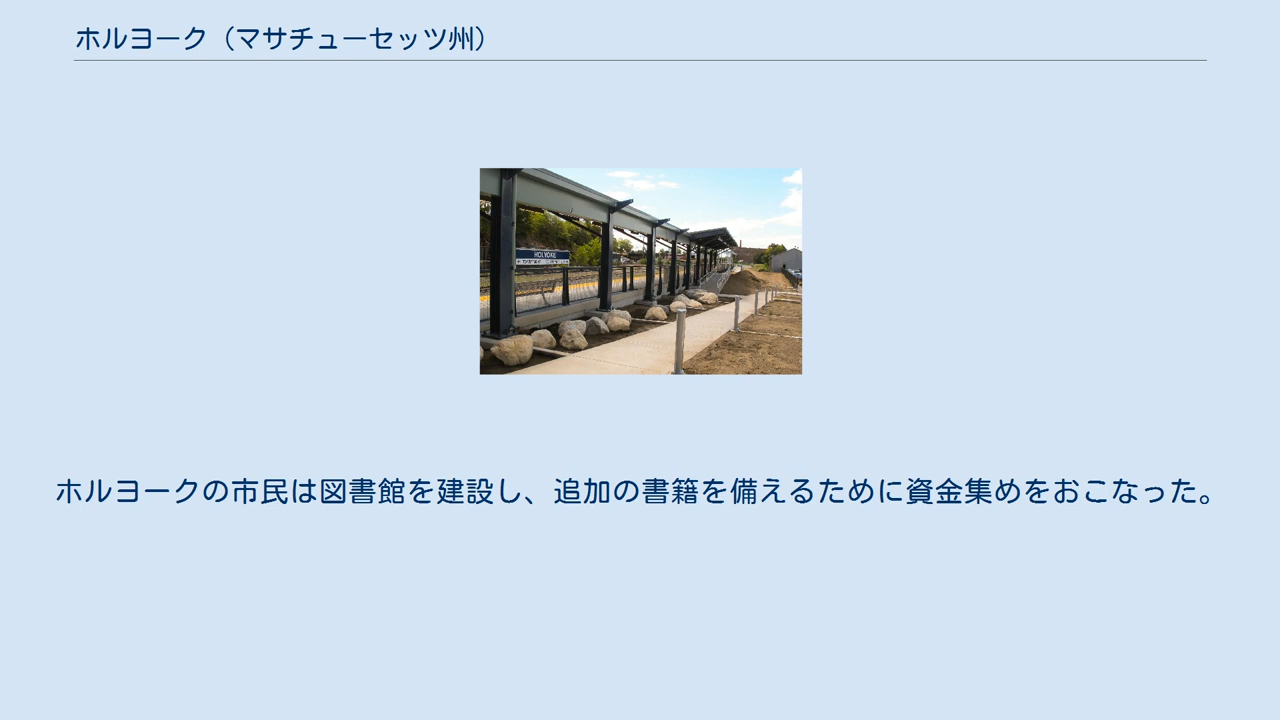 ホルヨーク（マサチューセッツ州）
HOLYOKE
ホルヨークの市民は図書館を建設し、追加の書籍を備えるために資金集めをおこなった。